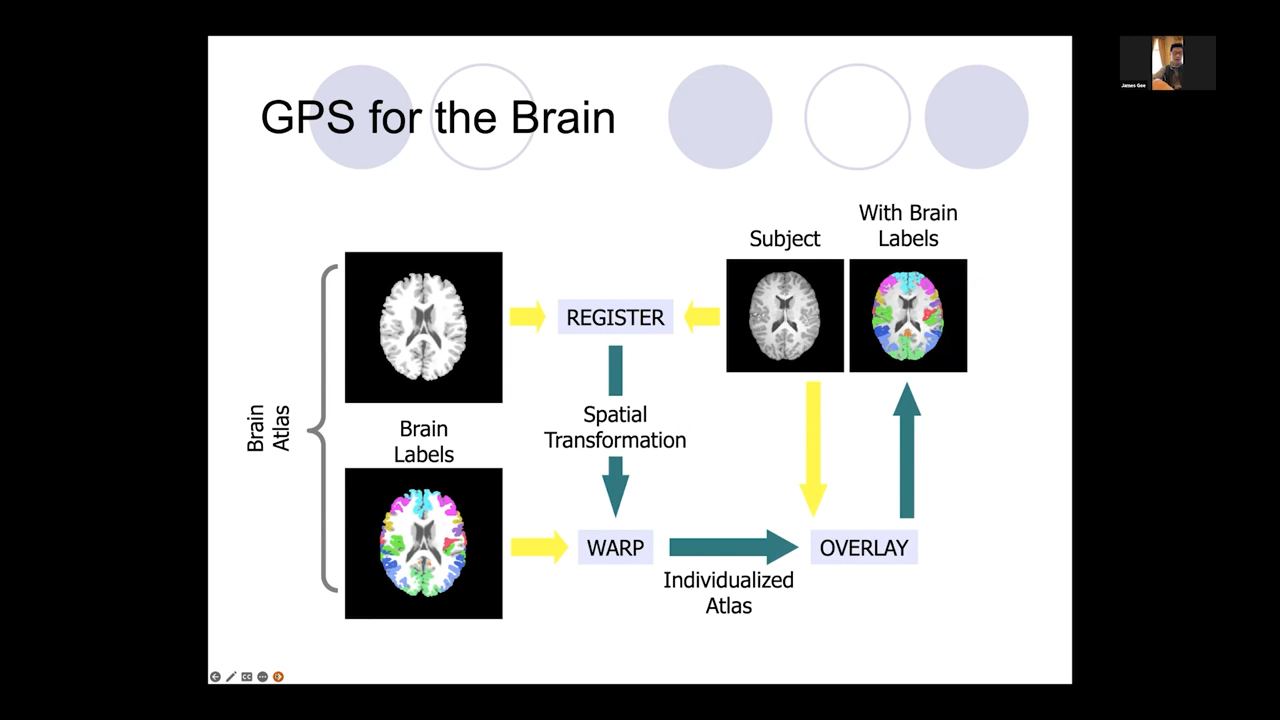 GPS for the Brain
James Gee
With Brain
Labels
Subject
REGISTER
Spatial
Transformation
Brain
Atlas
Brain
Labels
WARP
OVERLAY
Individualized
Atlas
CC